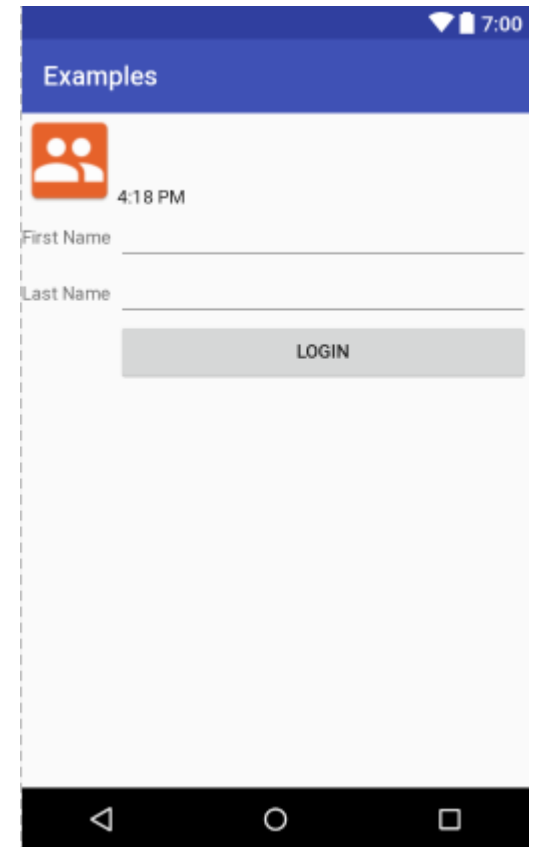 7:00
Examples
4:18 PM
First Name
Last Name
LOGIN